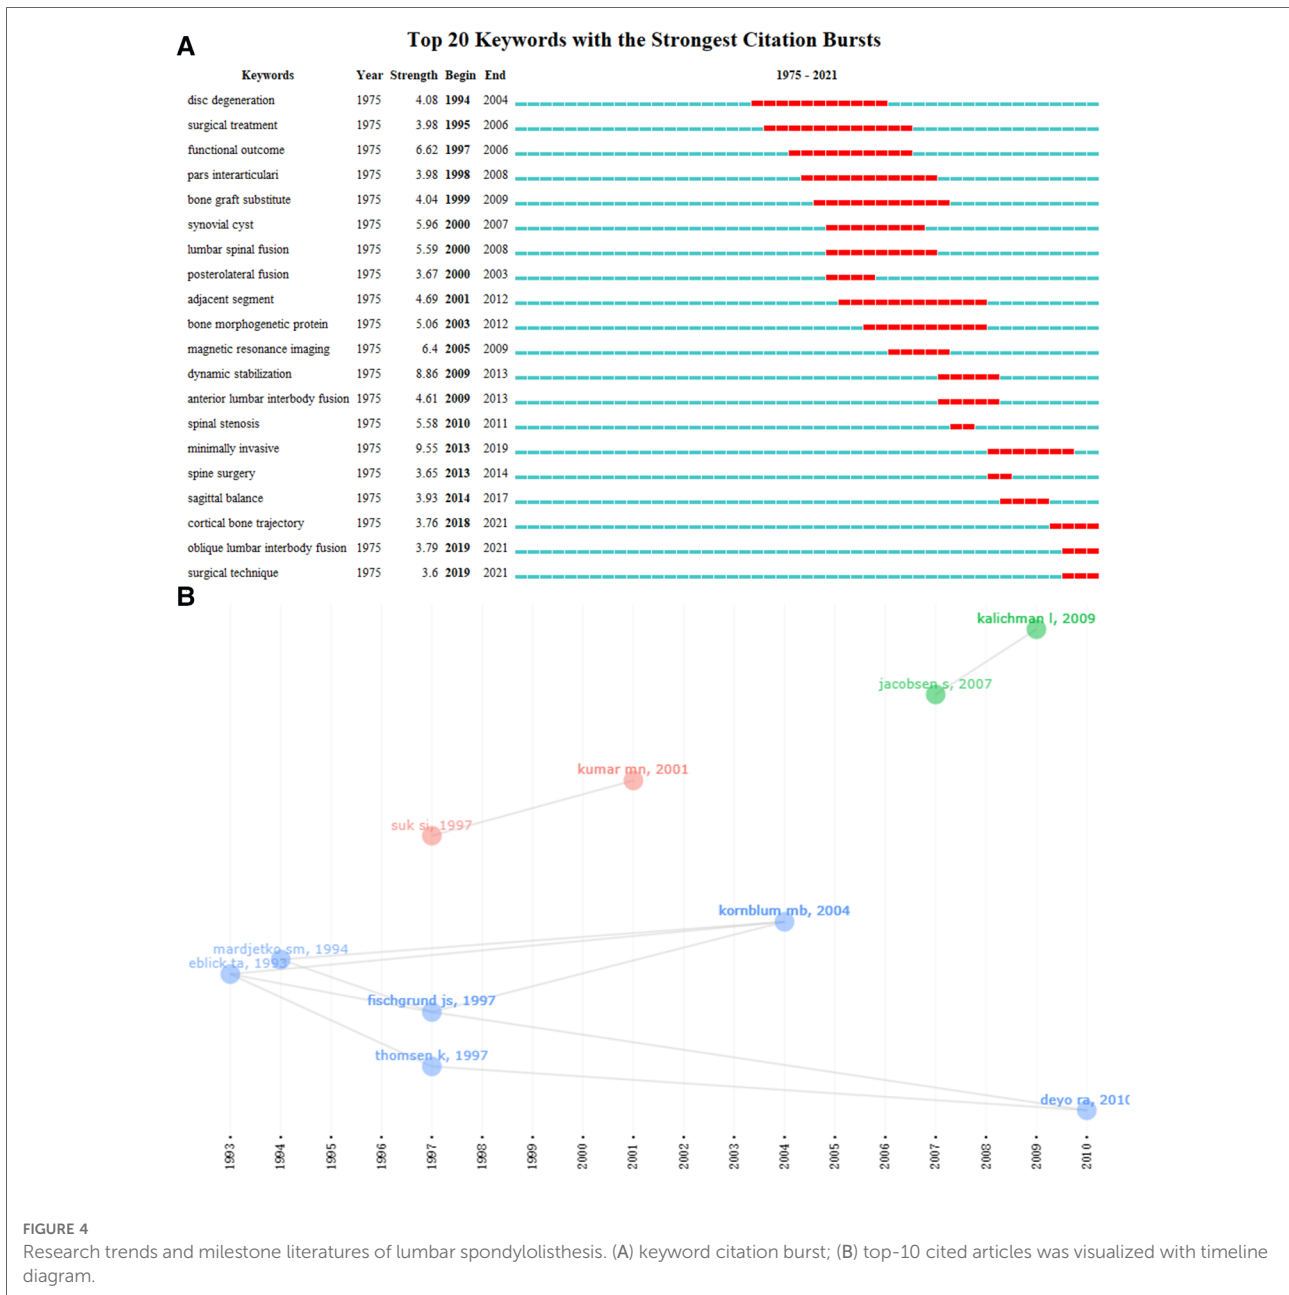 A
Top 20 Keywords with the Strongest Citation Bursts
Keywords Year Strength Begin End 1975 - 2021
disc degeneration 1975 4.08 1994 2004
surgical treatment 1975 3.98 1995 2006
functional outcome 1975 6.62 1997 2006
pars interarticulari 1975 3.98 1998 2008
bone graft substitute 1975 4.04 1999 2009
synovial cyst 1975 5.96 2000 2007
lumbar spinal fusion 1975 5.59 2000 2008
posterolateral fusion 1975 3.67 2000 2003
adjacent segment 1975 4.69 2001 2012
bone morphogenetic protein 1975 5.06 2003 2012
magnetic resonance imaging 1975 6.4 2005 2009
dynamic stabilization 1975 8.86 2009 2013
anterior lumbar interbody fusion 1975 4.61 2009 2013
spinal stenosis 1975 5.58 2010 2011
minimally invasive 1975 9.55 2013 2019
spine surgery 1975 3.65 2013 2014
sagittal balance 1975 3.93 2014 2017
cortical bone trajectory 1975 3.76 2018 2021
oblique lumbar interbody fusion 1975 3.79 2019 2021
surgical technique 1975 3.6 2019 2021
B
kalichman l, 2009
jacobsen s, 2007
kumar mn, 2001
suk si, 1997
kornblum mb, 2004
mardjetko sm, 1994
eblick ta, 1993
fischgrund js, 1997
thomsen k, 1997
deyo ra, 2010
1993 1994 1995 1996 1997 1998 1999 2000 2001 2002 2003 2004 2005 2006 2007 2008 2009 2010
FIGURE 4
Research trends and milestone literatures of lumbar spondylolisthesis. (A) keyword citation burst; (B) top-10 cited articles was visualized with timeline
diagram.